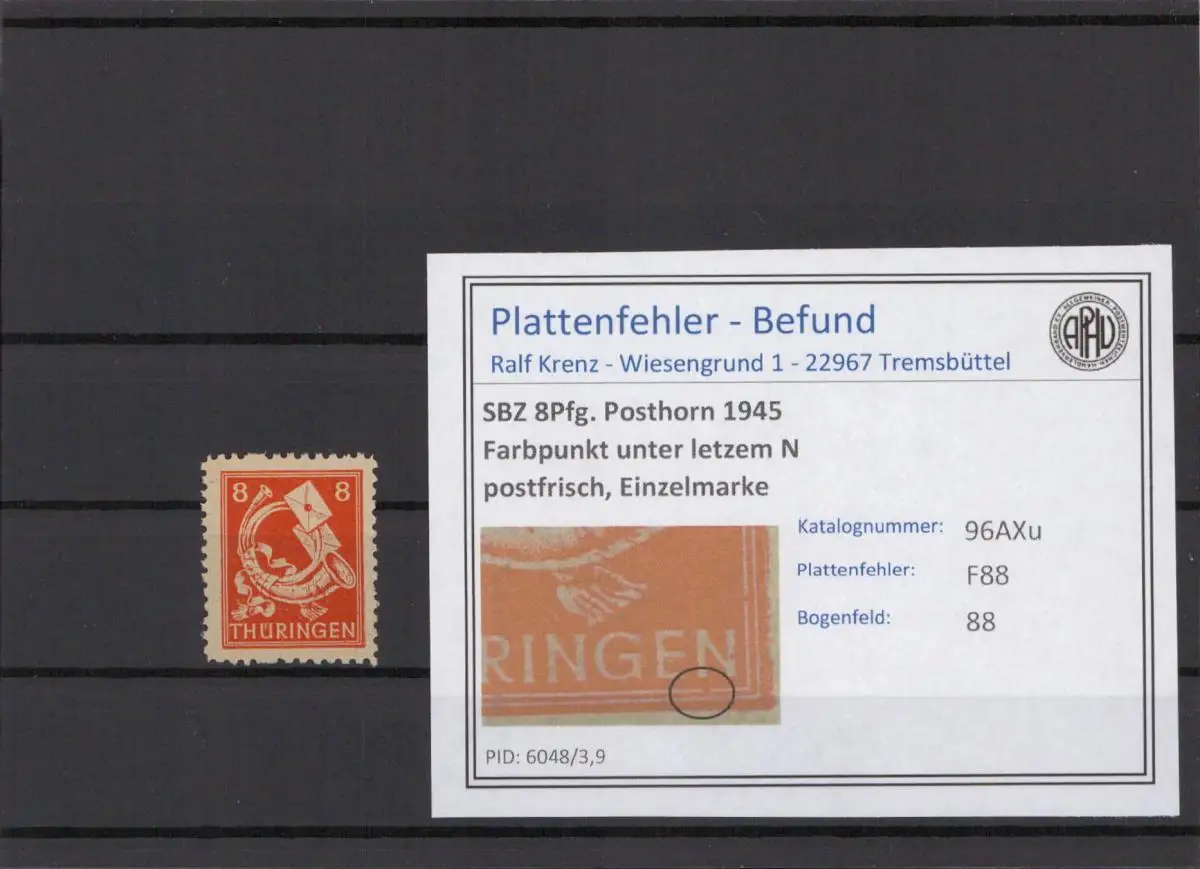 8 8
THÜRINGEN
Plattenfehler - Befund
Ralf Krenz - Wiesengrund 1 - 22967 Tremsbüttel
APHV
SBZ 8Pfg. Posthorn 1945
Farbpunkt unter letzem N
postfrisch, Einzelmarke
RINGEN
Katalognummer: 96AXu
Plattenfehler: F88
Bogenfeld: 88
PID: 6048/3,9